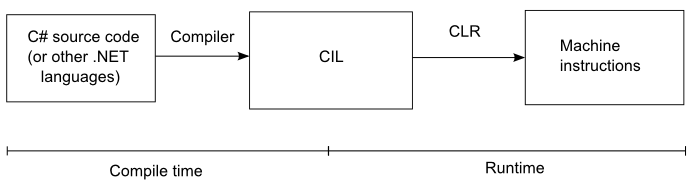 C# source code
(or other .NET
languages)
Compiler
CIL
CLR
Machine
instructions
Compile time
Runtime